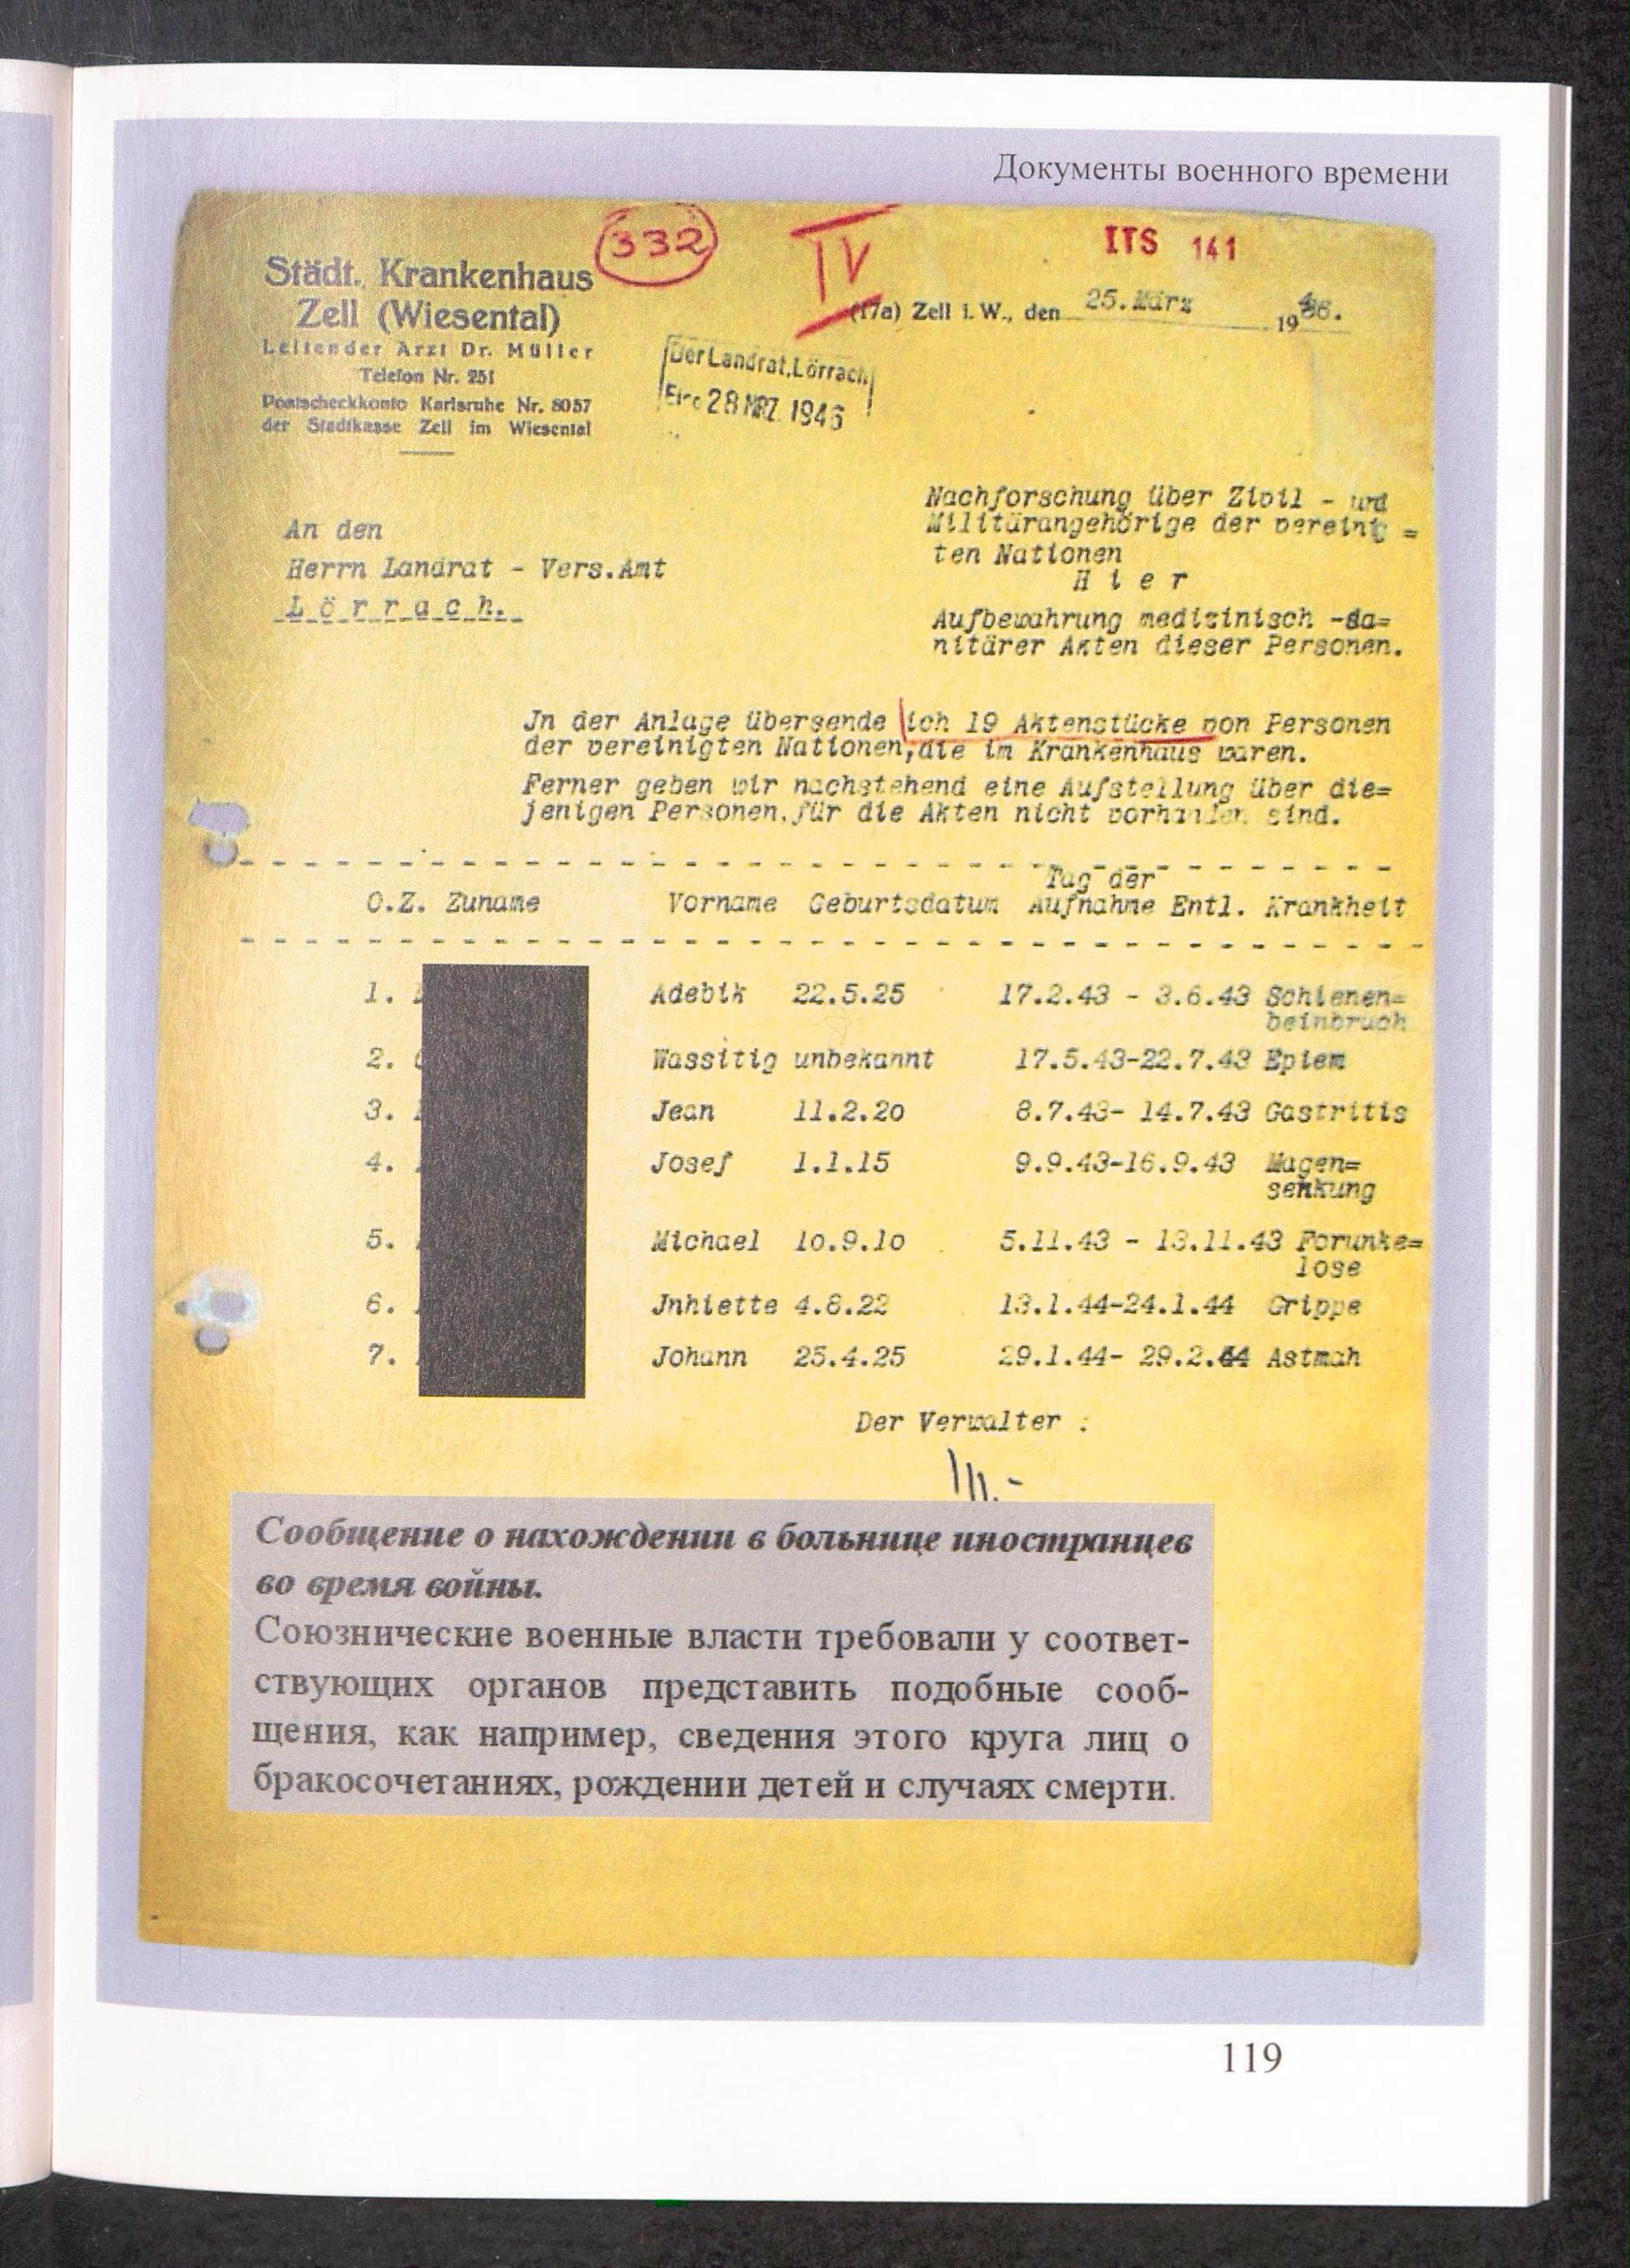 Документы военного времени
332
IV
ITS 141
Städt. Krankenhaus
Zell (Wiesental)
Leitender Arzt Dr. Müller
Telefon Nr. 251
Postscheckkonto Karlsruhe Nr. 8057
der Stadtkasse Zell im Wiesental
(17a) Zell i. W., den 25. März 1946.
Der Landrat, Lörrach
28 MRZ. 1946
An den
Herrn Landrat - Vers.Amt
Lörrach.
Nachforschung über Zivil - und
Militärangehörige der vereint =
ten Nationen
H i e r
Aufbewahrung medizinisch -sa=
nitärer Akten dieser Personen.
Jn der Anlage übersende ich 19 Aktenstücke von Personen
der vereinigten Nationen, die im Krankenhaus waren.
Ferner geben wir nachstehend eine Aufstellung über die=
jenigen Personen, für die Akten nicht vorhanden sind.
O.Z. Zuname Vorname Geburtsdatum Tag der Aufnahme Entl. Krankheit
1. Adebik 22.5.25 17.2.43 - 3.6.43 Schienen=
beinbruch
2. Wassitig unbekannt 17.5.43-22.7.43 Epiem
3. Jean 11.2.20 8.7.43- 14.7.43 Gastritis
4. Josef 1.1.15 9.9.43-16.9.43 Magen=
senkung
5. Michael 10.9.10 5.11.43 - 13.11.43 Forunke=
lose
6. Jnhiette 4.8.22 13.1.44-24.1.44 Grippe
7. Johann 25.4.25 29.1.44- 29.2.44 Astmah
Der Verwalter :
Сообщение о нахождении в больнице иностранцев
во время войны.
Союзнические военные власти требовали у соответ-
ствующих органов представить подобные сооб-
щения, как например, сведения этого круга лиц о
бракосочетаниях, рождении детей и случаях смерти.
119